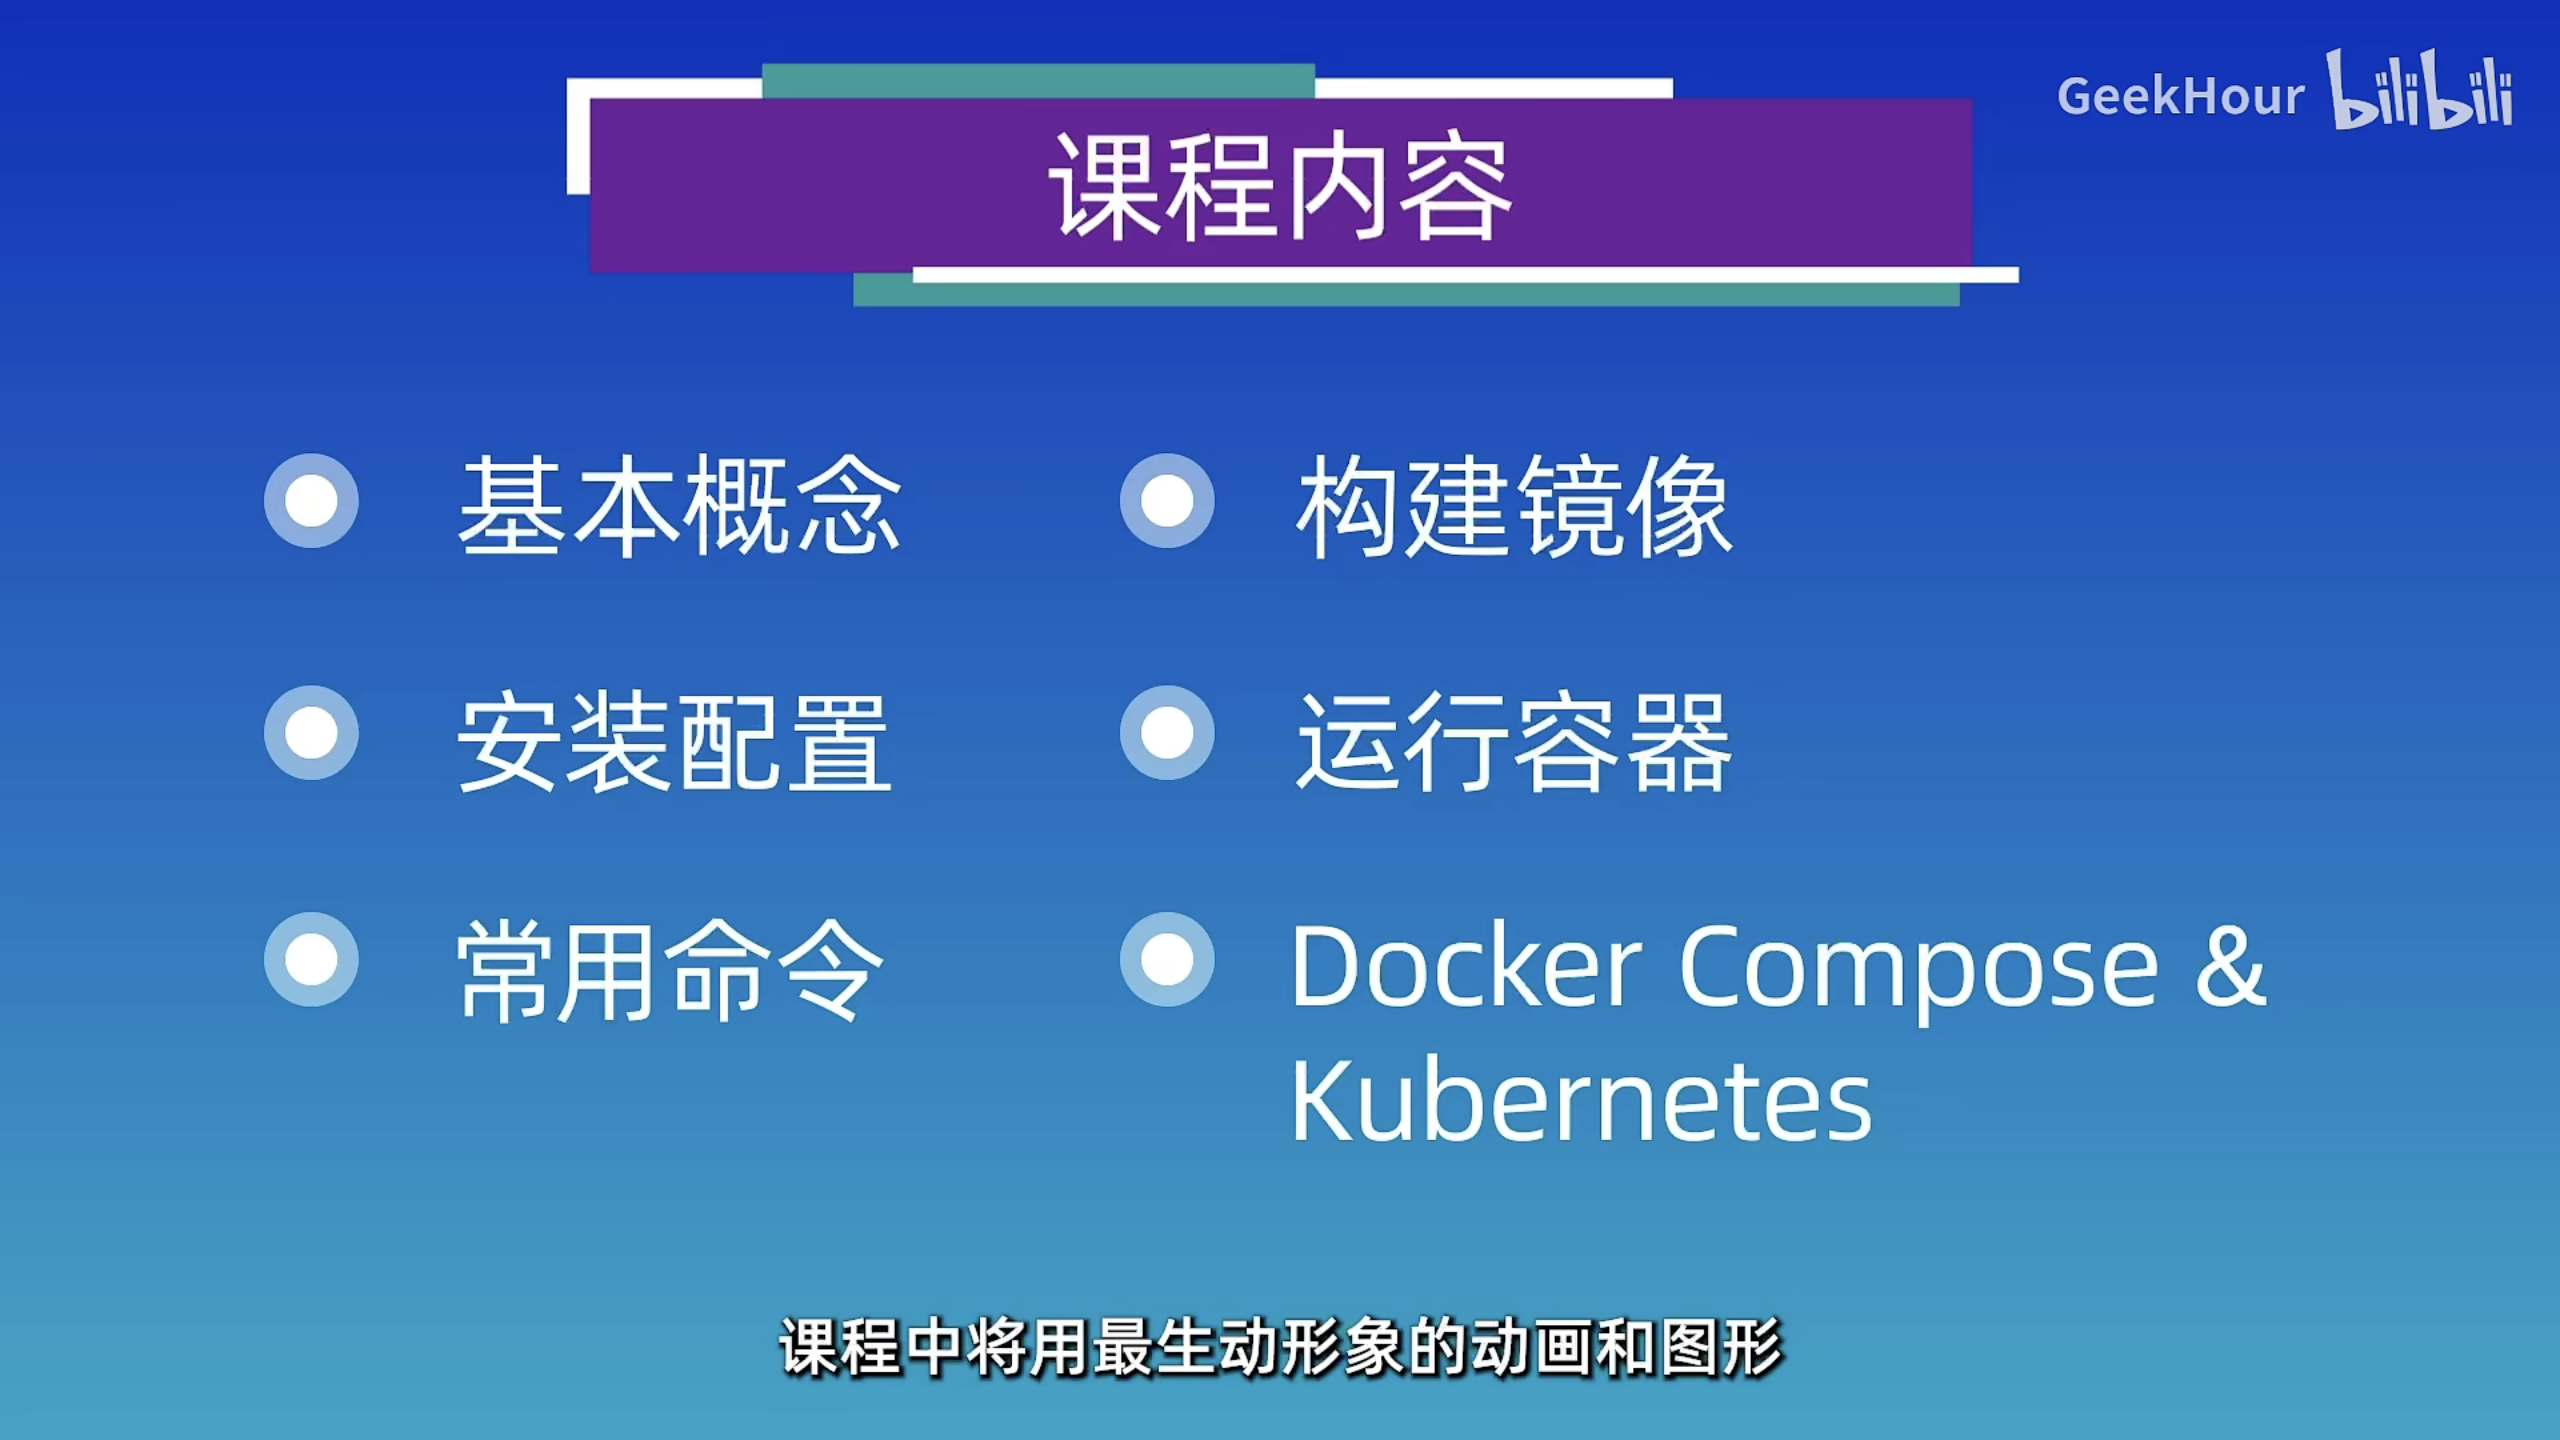 GeekHour bilibili
课程内容
基本概念
安装配置
常用命令
构建镜像
运行容器
Docker Compose &
Kubernetes
课程中将用最生动形象的动画和图形